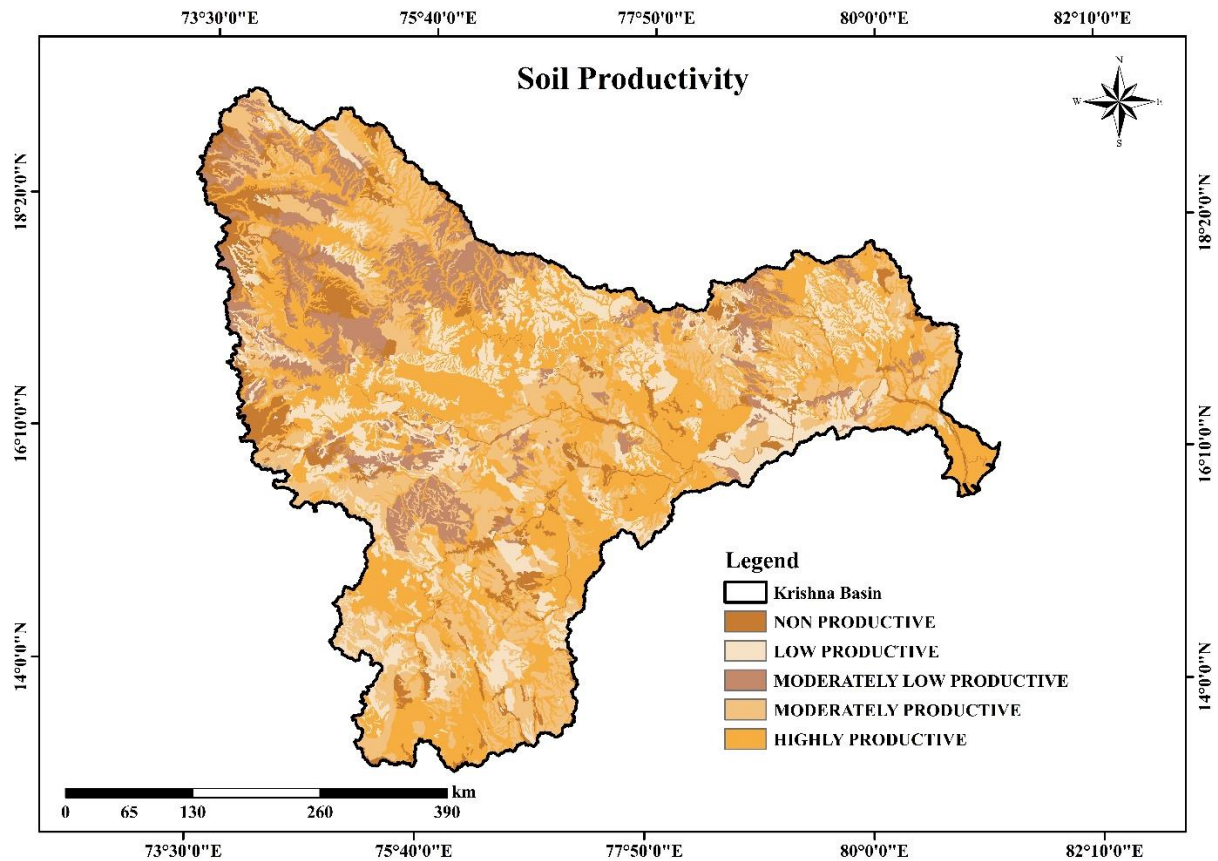 73°30'0"E 75°40'0"E 77°50'0"E 80°0'0"E 82°10'0"E
Soil Productivity
N
W E
S
18°20'0"N 18°20'0"N
16°10'0"N 16°10'0"N
14°0'0"N 14°0'0"N
Legend
Krishna Basin
NON PRODUCTIVE
LOW PRODUCTIVE
MODERATELY LOW PRODUCTIVE
MODERATELY PRODUCTIVE
HIGHLY PRODUCTIVE
km
0 65 130 260 390
73°30'0"E 75°40'0"E 77°50'0"E 80°0'0"E 82°10'0"E